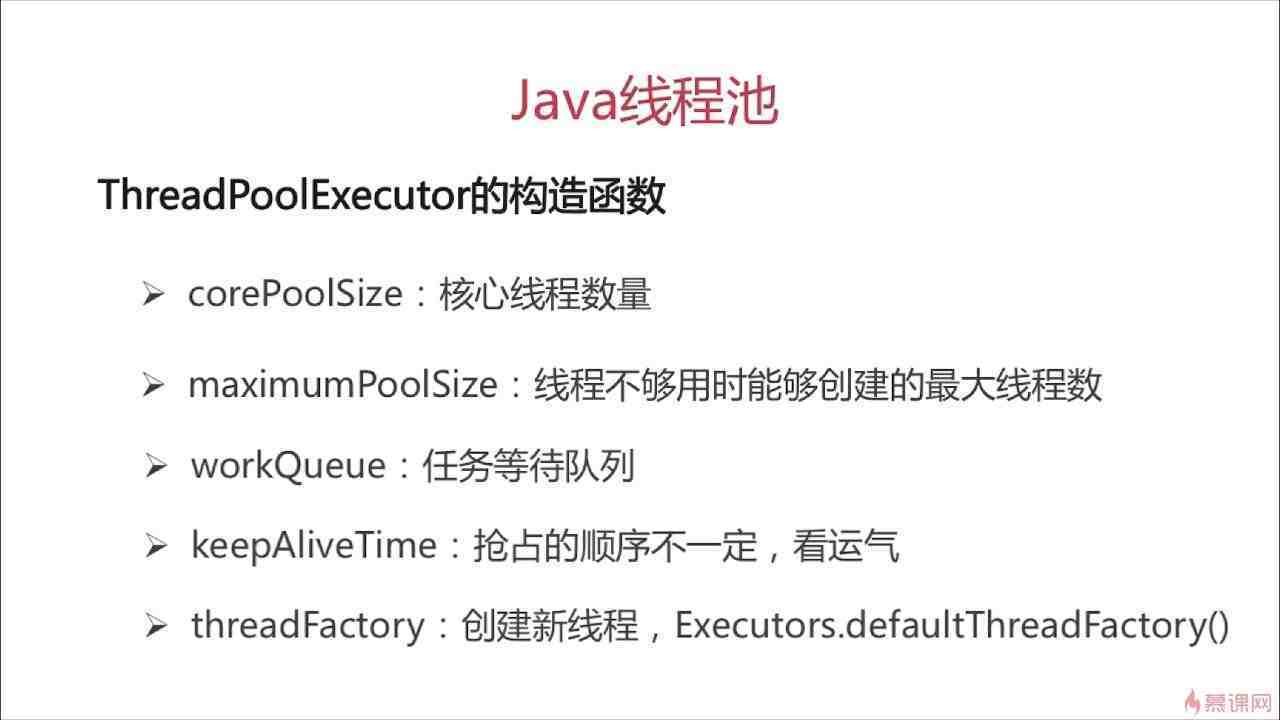 Java线程池
ThreadPoolExecutor的构造函数
➢ corePoolSize：核心线程数量
➢ maximumPoolSize：线程不够用时能够创建的最大线程数
➢ workQueue：任务等待队列
➢ keepAliveTime：抢占的顺序不一定，看运气
➢ threadFactory：创建新线程，Executors.defaultThreadFactory()
慕课网